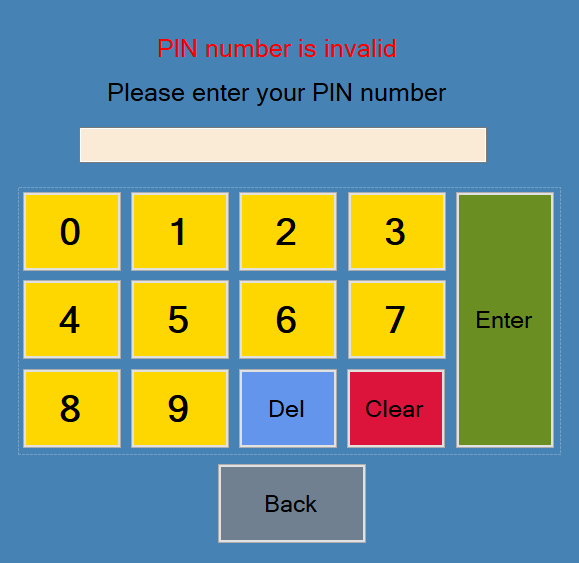 PIN number is invalid
Please enter your PIN number
0 1 2 3
4 5 6 7 Enter
8 9 Del Clear
Back